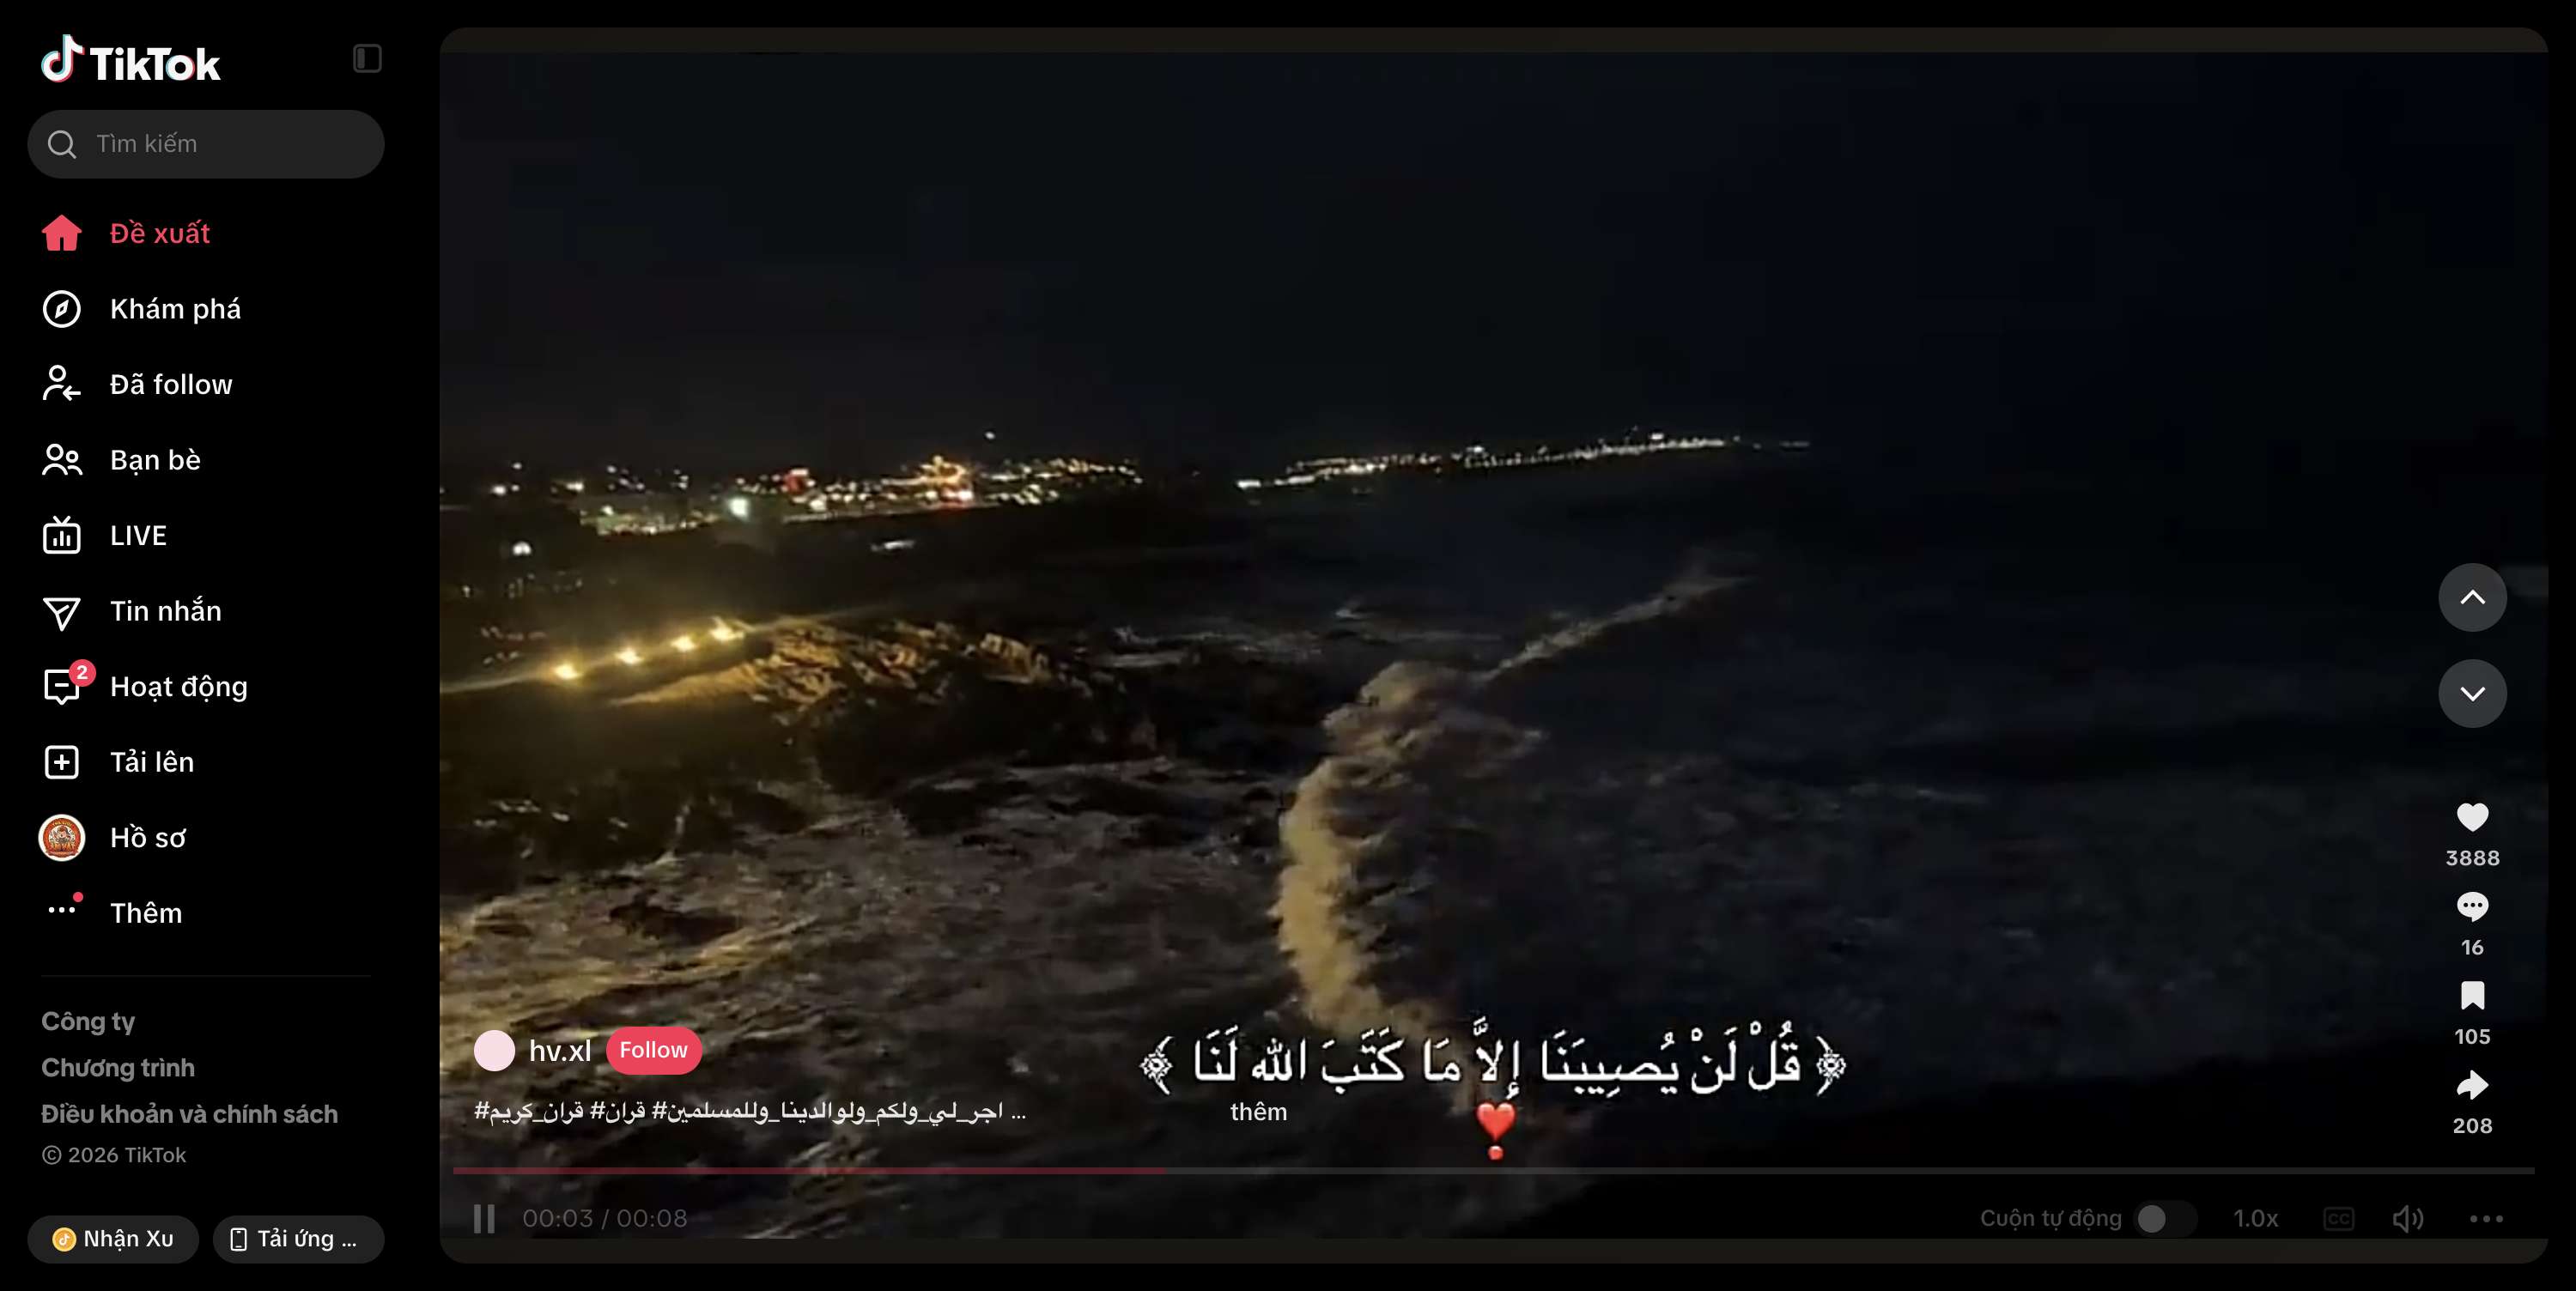 TikTok
Tìm kiếm
Đề xuất
Khám phá
Đã follow
Bạn bè
LIVE
Tin nhắn
2
Hoạt động
Tải lên
Hồ sơ
Thêm
Công ty
Chương trình
Điều khoản và chính sách
© 2026 TikTok
Nhận Xu
Tải ứng ...
﴿ قُلْ لَنْ يُصِيبَنَا إِلاَّ مَا كَتَبَ الله لَنَا ﴾
hv.xl Follow
#قران_كريم #قران #اجر_لي_ولكم_ولوالدينا_وللمسلمين ...
thêm
00:03 / 00:08
3888
16
105
208
Cuộn tự động
1.0x
CC